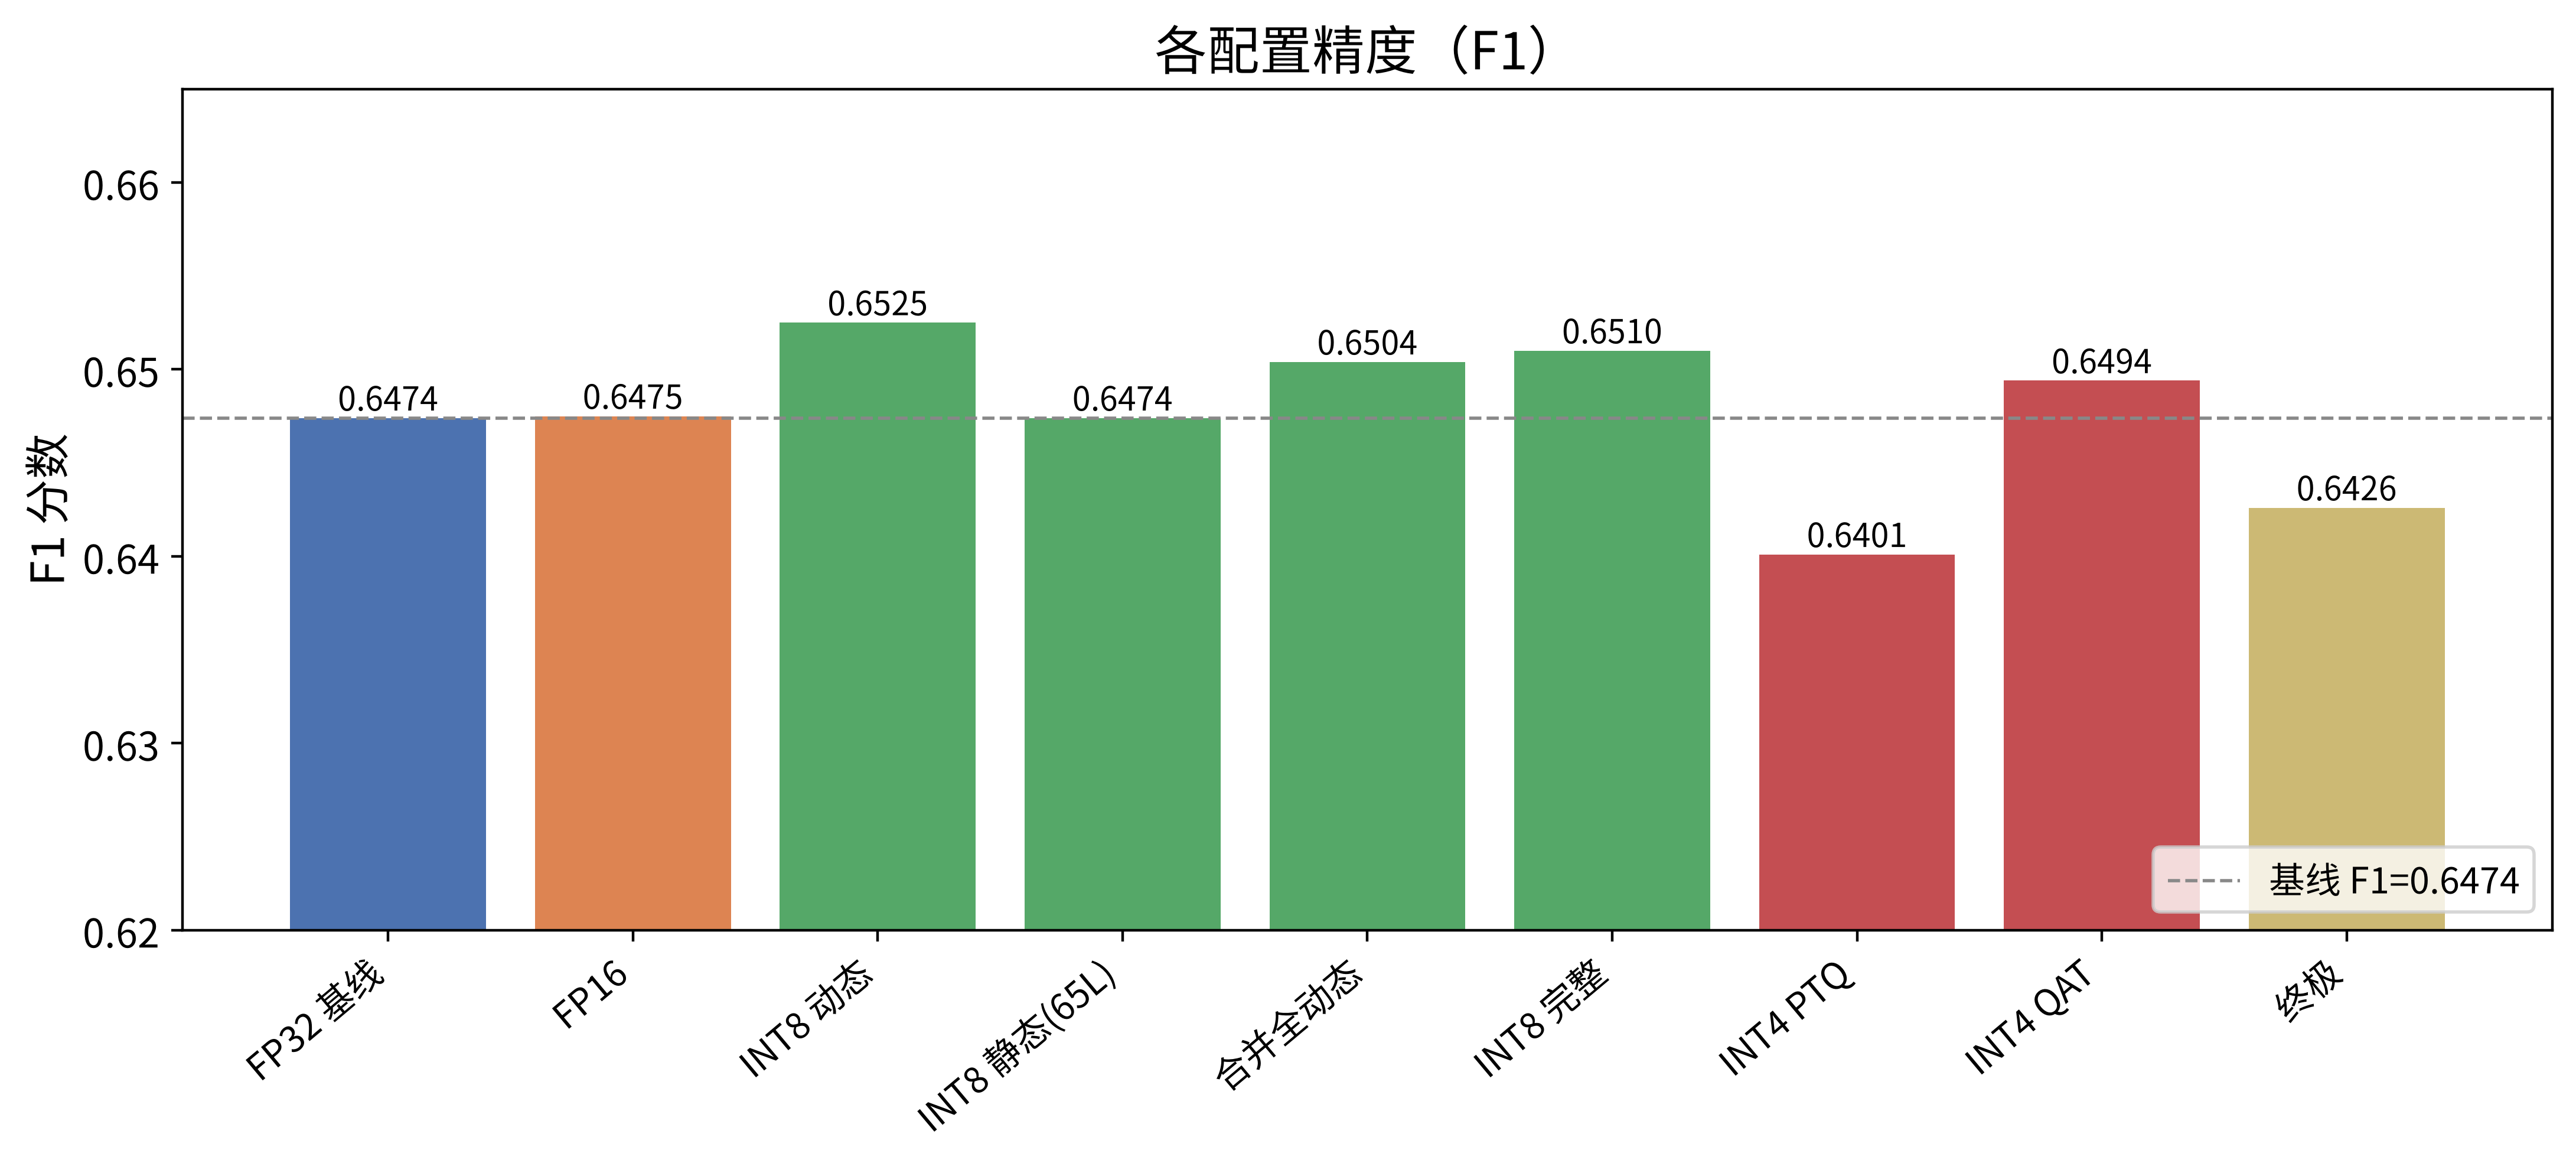 各配置精度（F1）
F1 分数
0.66
0.65
0.64
0.63
0.62
0.6474
0.6475
0.6525
0.6474
0.6504
0.6510
0.6401
0.6494
0.6426
基线 F1=0.6474
FP32 基线
FP16
INT8 动态
INT8 静态(65L)
合并全动态
INT8 完整
INT4 PTQ
INT4 QAT
终极